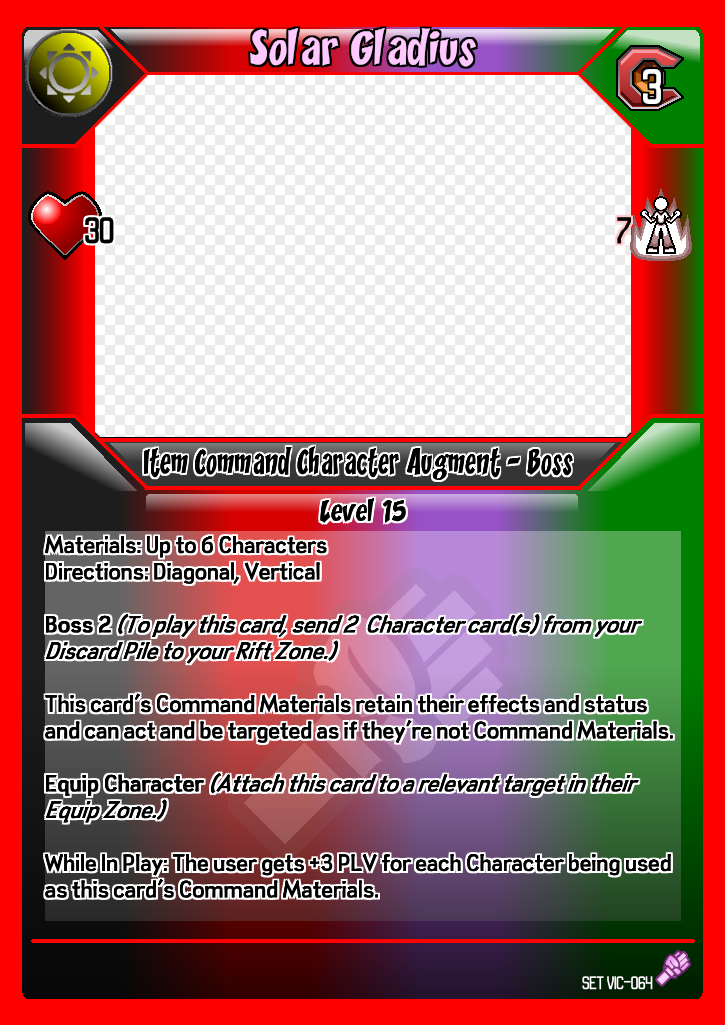 Solar Gladius
3
30
7
Item Command Character Augment - Boss
Level 15
Materials: Up to 6 Characters
Directions: Diagonal, Vertical
Boss 2 (To play this card, send 2 Character card(s) from your
Discard Pile to your Rift Zone.)
This card's Command Materials retain their effects and status
and can act and be targeted as if they're not Command Materials.
Equip Character (Attach this card to a relevant target in their
Equip Zone.)
While In Play: The user gets +3 PLV for each Character being used
as this card's Command Materials.
SET VIC-064